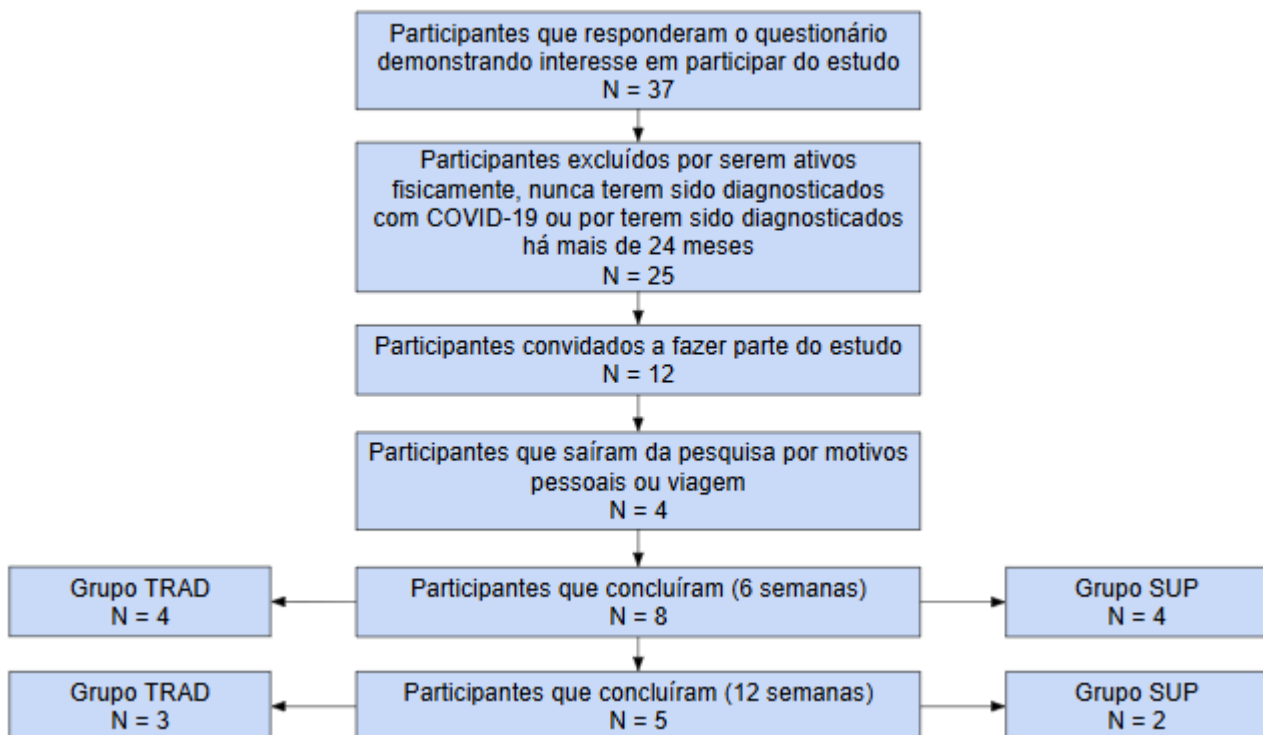 Participantes que responderam o questionário
demonstrando interesse em participar do estudo
N = 37
Participantes excluídos por serem ativos
fisicamente, nunca terem sido diagnosticados
com COVID-19 ou por terem sido diagnosticados
há mais de 24 meses
N = 25
Participantes convidados a fazer parte do estudo
N = 12
Participantes que saíram da pesquisa por motivos
pessoais ou viagem
N = 4
Grupo TRAD
N = 4
Participantes que concluíram (6 semanas)
N = 8
Grupo SUP
N = 4
Grupo TRAD
N = 3
Participantes que concluíram (12 semanas)
N = 5
Grupo SUP
N = 2